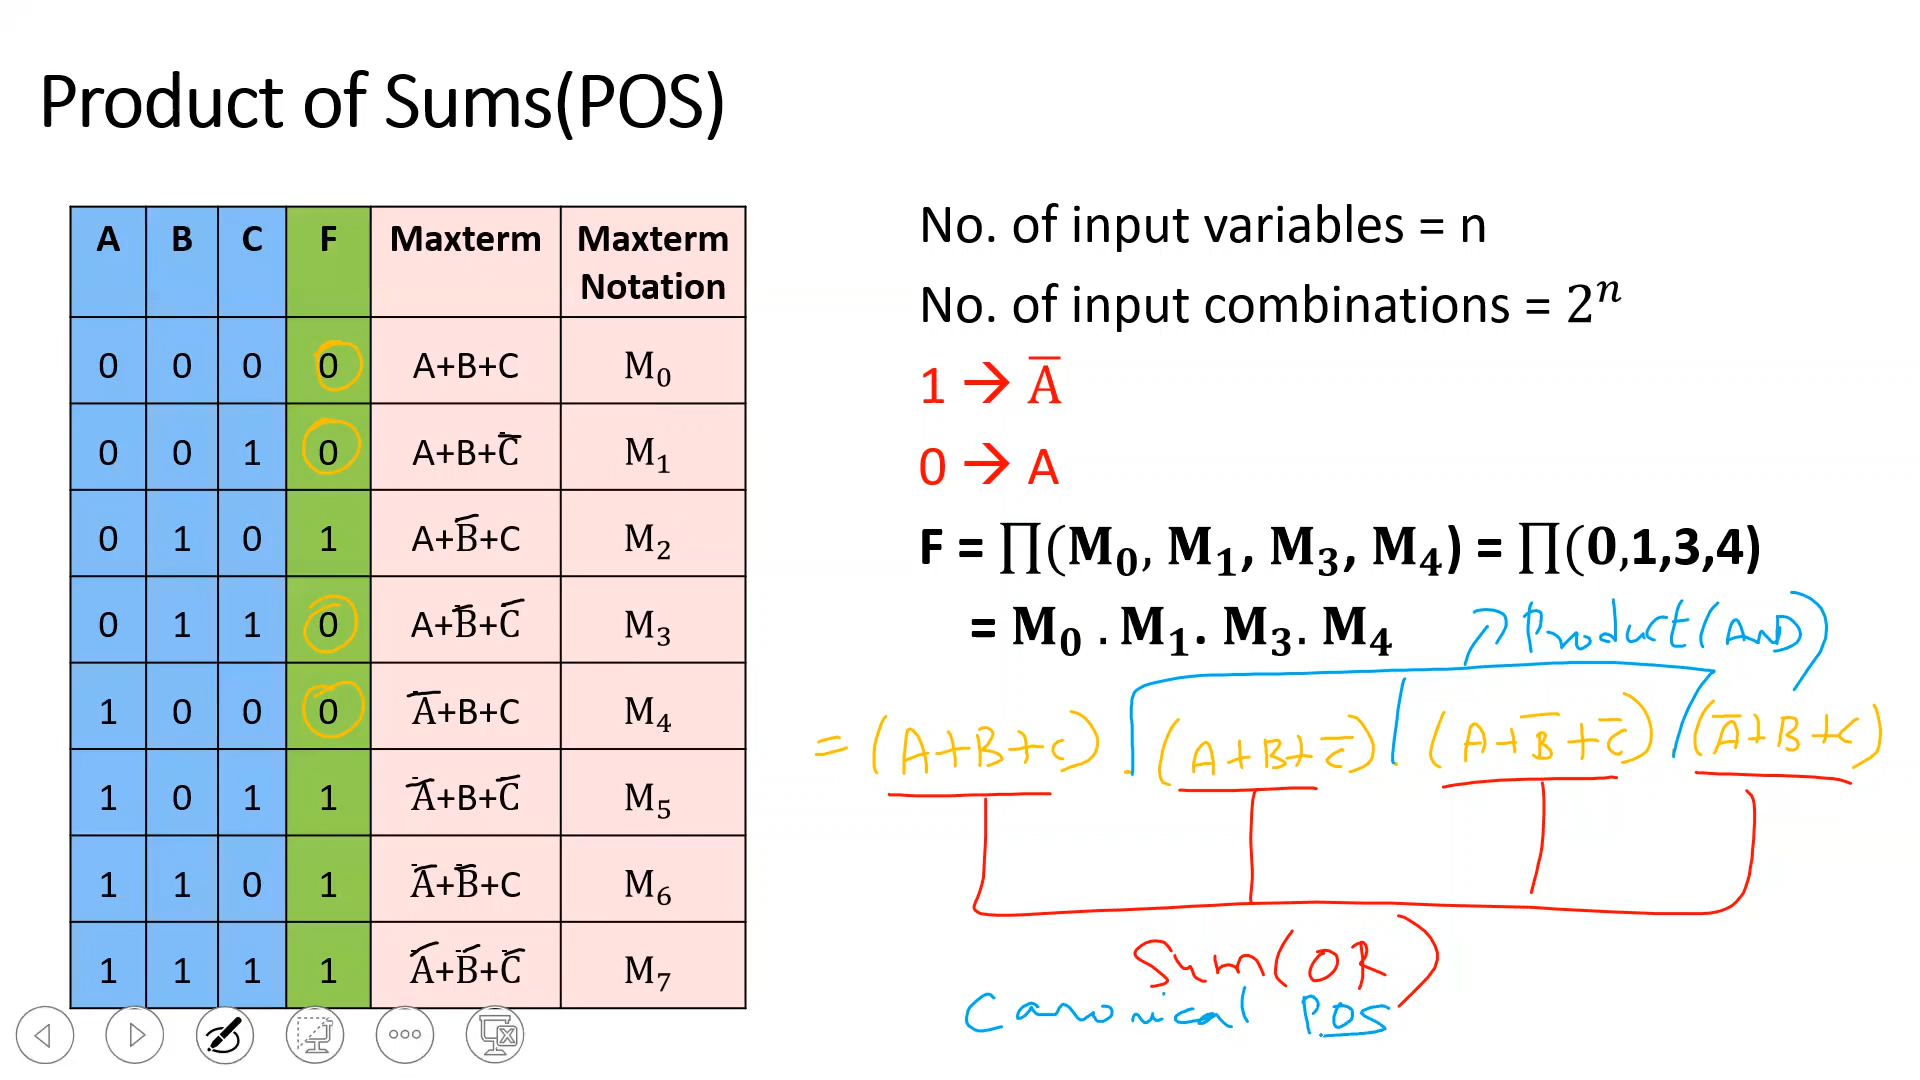 Product of Sums(POS)
A B C F Maxterm Maxterm Notation
0 0 0 0 A+B+C M₀
0 0 1 0 A+B+C̅ M₁
0 1 0 1 A+B̅+C M₂
0 1 1 0 A+B̅+C̅ M₃
1 0 0 0 A̅+B+C M₄
1 0 1 1 A̅+B+C̅ M₅
1 1 0 1 A̅+B̅+C M₆
1 1 1 1 A̅+B̅+C̅ M₇
No. of input variables = n
No. of input combinations = 2ⁿ
1 → A̅
0 → A
F = ∏(M₀, M₁, M₃, M₄) = ∏(0,1,3,4)
= M₀ . M₁. M₃. M₄
Product(AND)
= (A+B+C) . (A+B+C̅) (A+B̅+C̅) (A̅+B+C)
Sum(OR)
Canonical POS